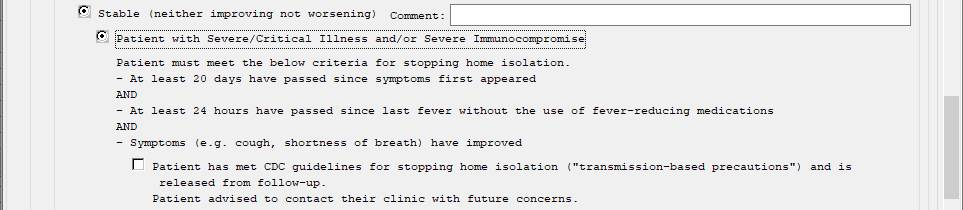 Stable (neither improving not worsening) Comment:
Patient with Severe/Critical Illness and/or Severe Immunocompromise
Patient must meet the below criteria for stopping home isolation.
- At least 20 days have passed since symptoms first appeared
AND
- At least 24 hours have passed since last fever without the use of fever-reducing medications
AND
- Symptoms (e.g. cough, shortness of breath) have improved
Patient has met CDC guidelines for stopping home isolation ("transmission-based precautions") and is
released from follow-up.
Patient advised to contact their clinic with future concerns.